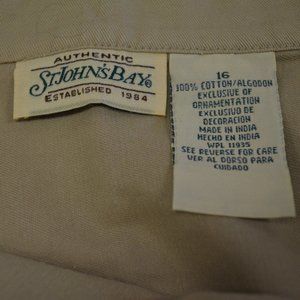 AUTHENTIC
ST.JOHN'S BAY®
ESTABLISHED 1984
16
100% COTTON/ALGODON
EXCLUSIVE OF
ORNAMENTATION
EXCLUSIVO DE
DECORACION
MADE IN INDIA
HECHO EN INDIA
WPL 11935
SEE REVERSE FOR CARE
VER AL DORSO PARA
CUIDADO